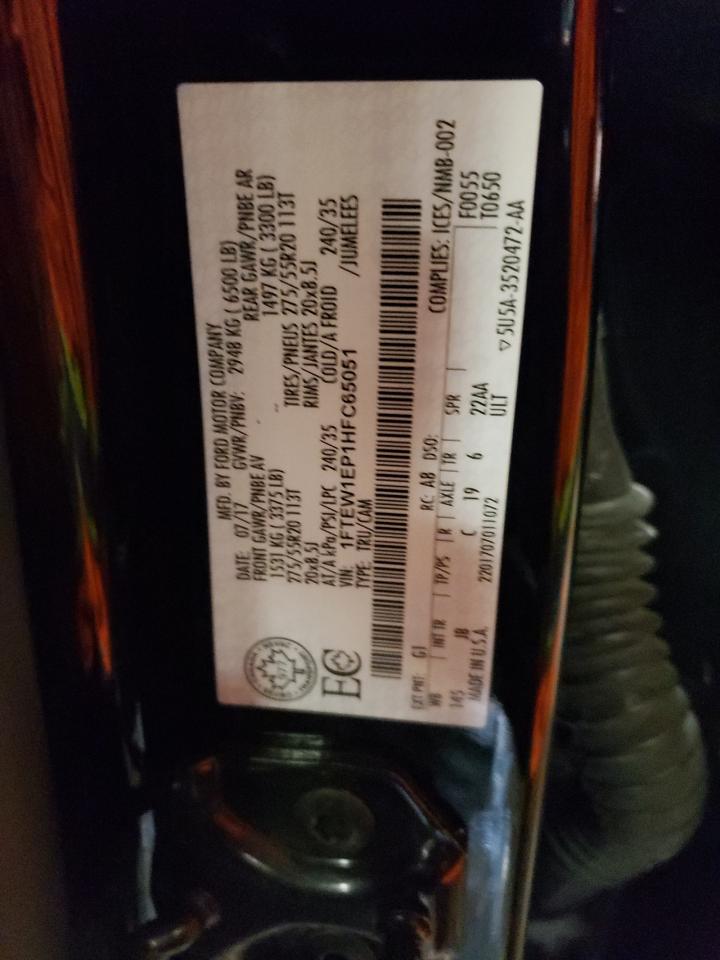 MFD. BY FORD MOTOR COMPANY
DATE: 07/17 GVWR/PNBV: 2948 KG ( 6500 LB)
FRONT GAWR/PNBE AV REAR GAWR/PNBE AR
1531 KG ( 3375 LB) 1497 KG ( 3300 LB)
275/55R20 113T TIRES/PNEUS 275/55R20 113T
20x8.5J RIMS/JANTES 20x8.5J
AT/A kPa/PSI/LPC 240/35 COLD/A FROID 240/35
VIN: 1FTEW1EP1HFC65051 /JUMELEES
TYPE: TRU/CAM
EC
EXT PNT: G1 RC: AB DSO: COMPLIES: ICES/NMB-002
WB INT TR TP/PS R AXLE TR SPR F0055
145 JB C 19 6 22AA T0650
MADE IN U.S.A. 2201707011072 ULT ▽5U5A-3520472-AA